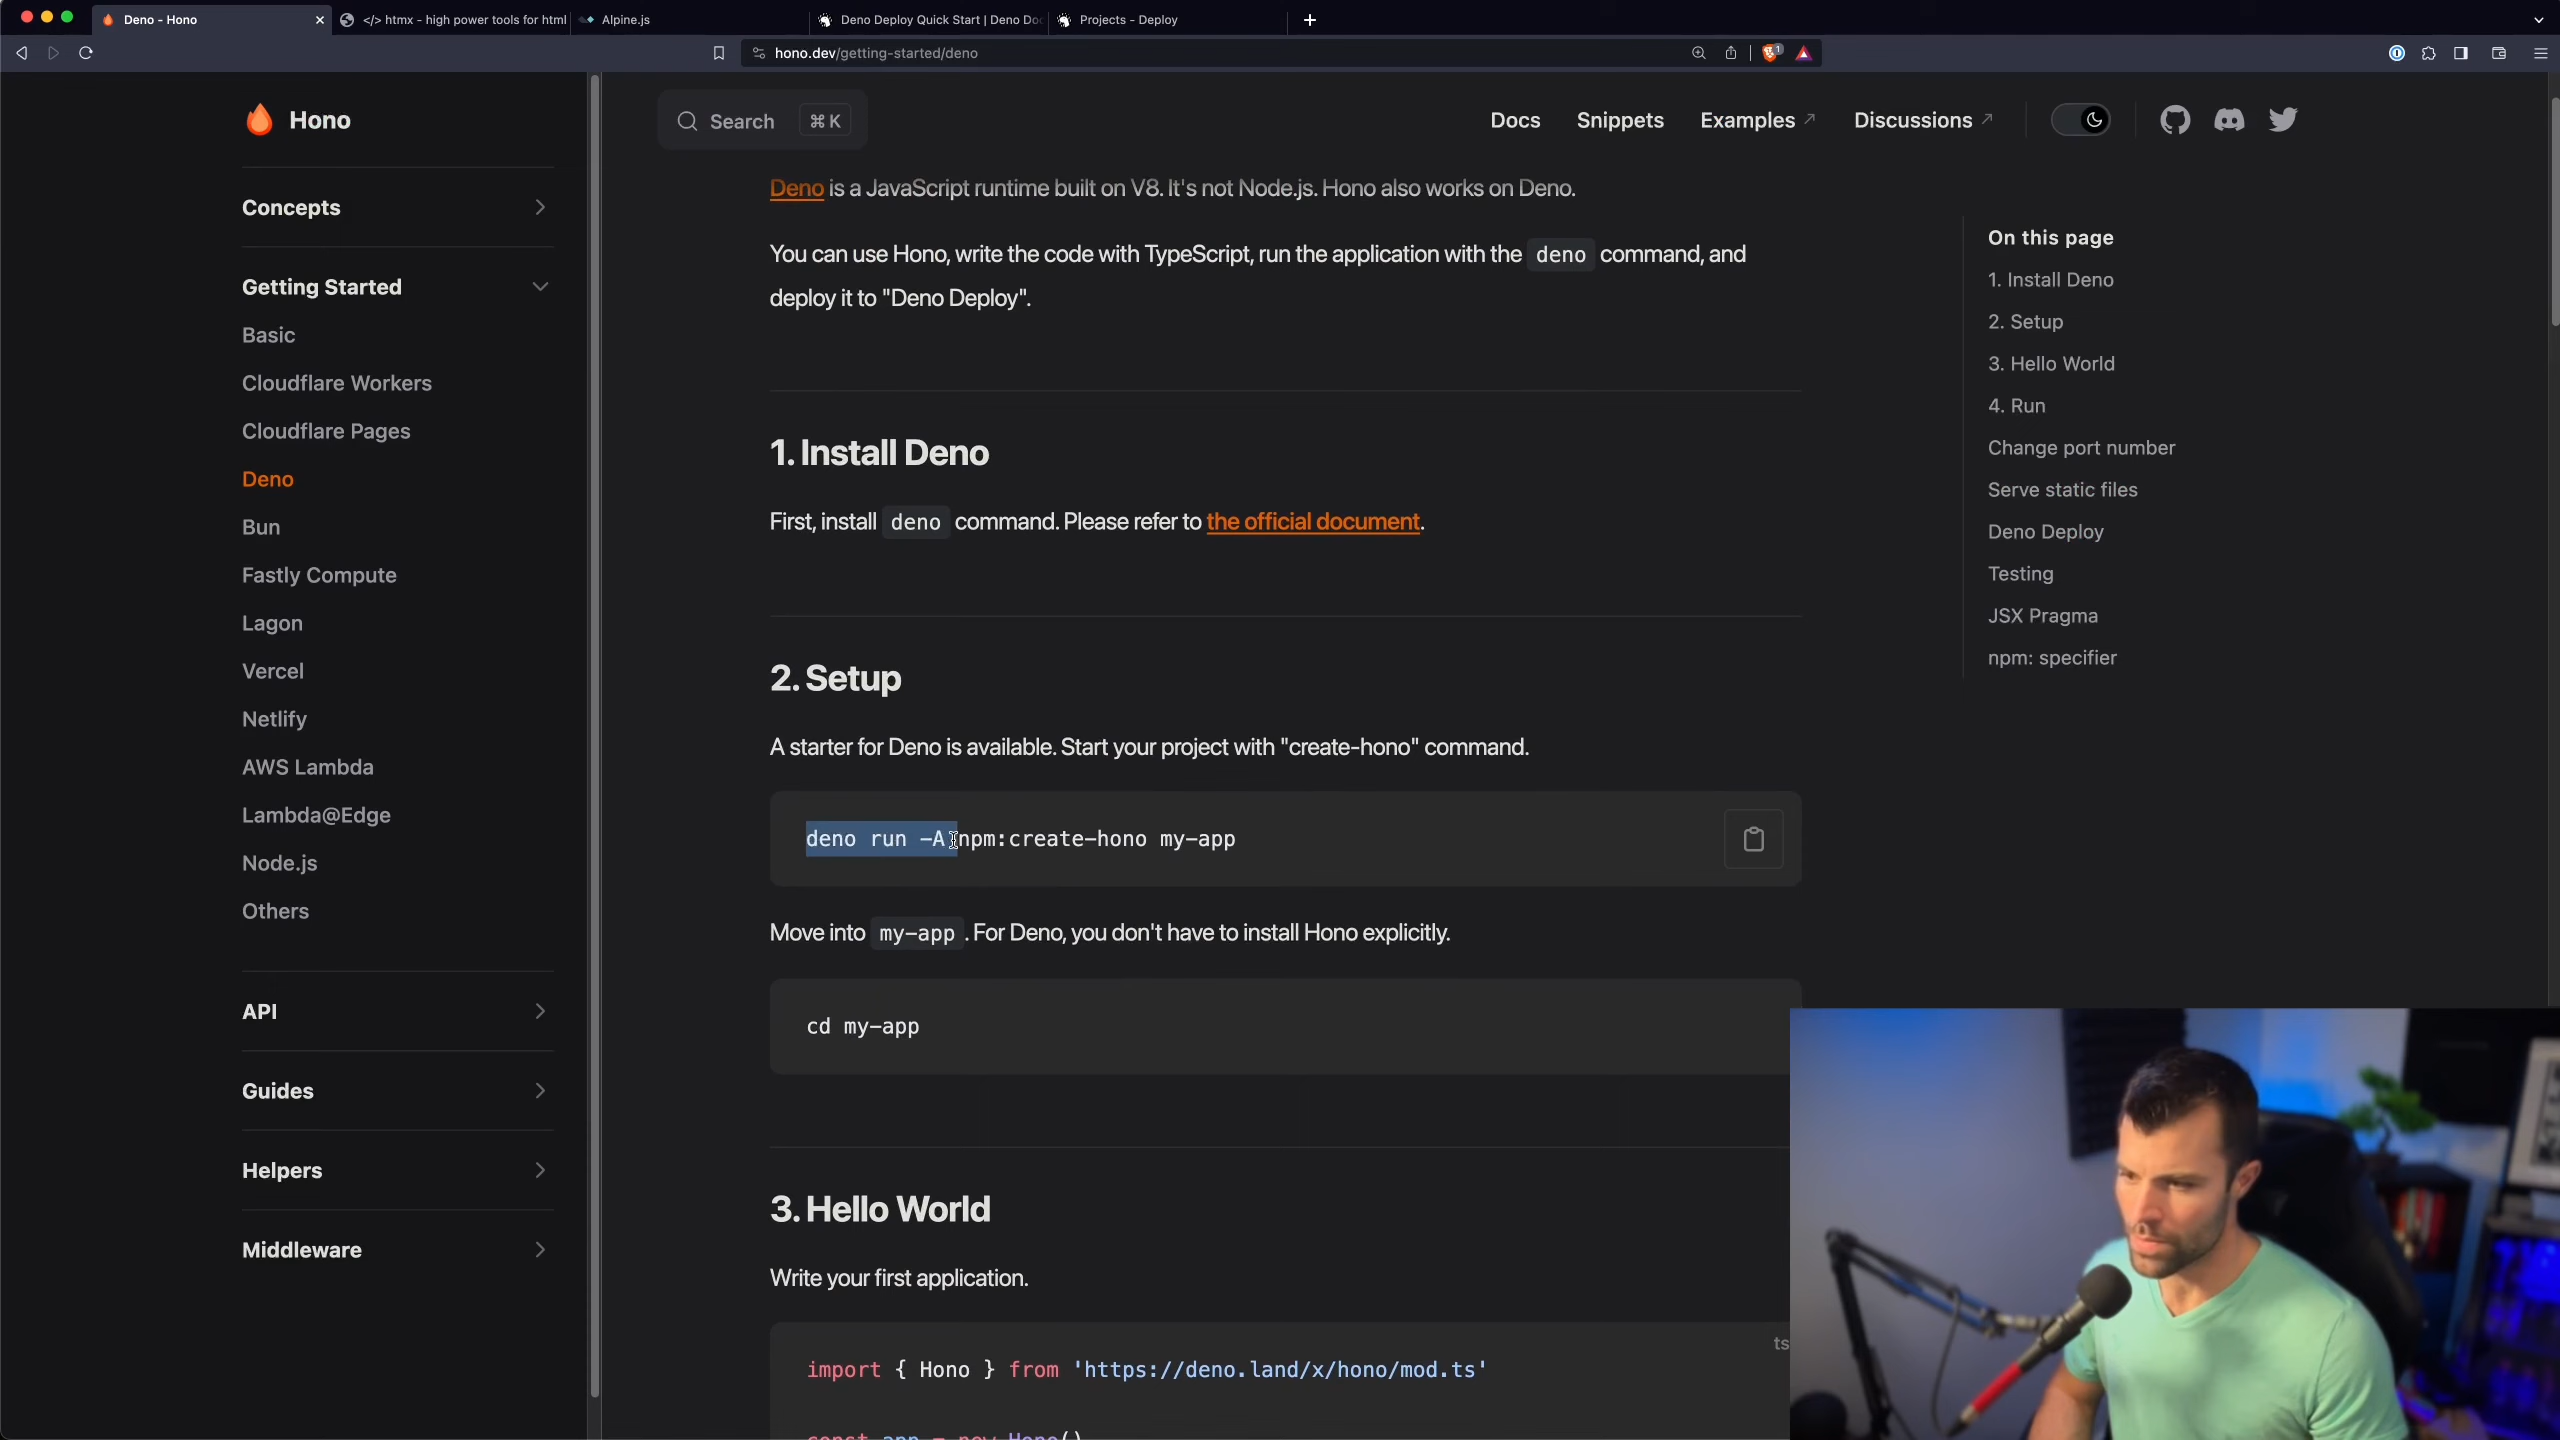 Deno - Hono
</> htmx - high power tools for html
Alpine.js
Deno Deploy Quick Start | Deno Doc
Projects - Deploy
hono.dev/getting-started/deno
1
Hono
Search
⌘ K
Docs
Snippets
Examples
Discussions
Concepts
Getting Started
Basic
Cloudflare Workers
Cloudflare Pages
Deno
Bun
Fastly Compute
Lagon
Vercel
Netlify
AWS Lambda
Lambda@Edge
Node.js
Others
API
Guides
Helpers
Middleware
Deno is a JavaScript runtime built on V8. It's not Node.js. Hono also works on Deno.
You can use Hono, write the code with TypeScript, run the application with the deno command, and
deploy it to "Deno Deploy".
1. Install Deno
First, install deno command. Please refer to the official document.
2. Setup
A starter for Deno is available. Start your project with "create-hono" command.
deno run -A npm:create-hono my-app
Move into my-app. For Deno, you don't have to install Hono explicitly.
cd my-app
3. Hello World
Write your first application.
ts
import { Hono } from 'https://deno.land/x/hono/mod.ts'
const app = new Hono()
On this page
1. Install Deno
2. Setup
3. Hello World
4. Run
Change port number
Serve static files
Deno Deploy
Testing
JSX Pragma
npm: specifier